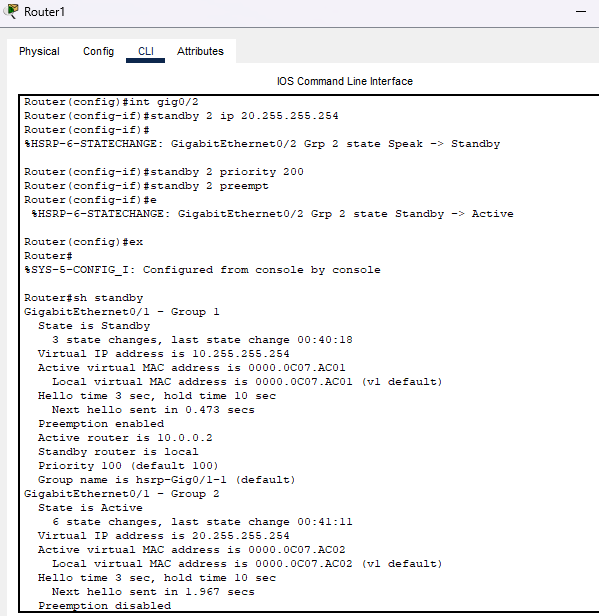 Router1
Physical Config CLI Attributes
IOS Command Line Interface
Router(config)#int gig0/2
Router(config-if)#standby 2 ip 20.255.255.254
Router(config-if)#
%HSRP-6-STATECHANGE: GigabitEthernet0/2 Grp 2 state Speak -> Standby
Router(config-if)#standby 2 priority 200
Router(config-if)#standby 2 preempt
Router(config-if)#e
%HSRP-6-STATECHANGE: GigabitEthernet0/2 Grp 2 state Standby -> Active
Router(config)#ex
Router#
%SYS-5-CONFIG_I: Configured from console by console
Router#sh standby
GigabitEthernet0/1 - Group 1
State is Standby
3 state changes, last state change 00:40:18
Virtual IP address is 10.255.255.254
Active virtual MAC address is 0000.0C07.AC01
Local virtual MAC address is 0000.0C07.AC01 (v1 default)
Hello time 3 sec, hold time 10 sec
Next hello sent in 0.473 secs
Preemption enabled
Active router is 10.0.0.2
Standby router is local
Priority 100 (default 100)
Group name is hsrp-Gig0/1-1 (default)
GigabitEthernet0/1 - Group 2
State is Active
6 state changes, last state change 00:41:11
Virtual IP address is 20.255.255.254
Active virtual MAC address is 0000.0C07.AC02
Local virtual MAC address is 0000.0C07.AC02 (v1 default)
Hello time 3 sec, hold time 10 sec
Next hello sent in 1.967 secs
Preemption disabled